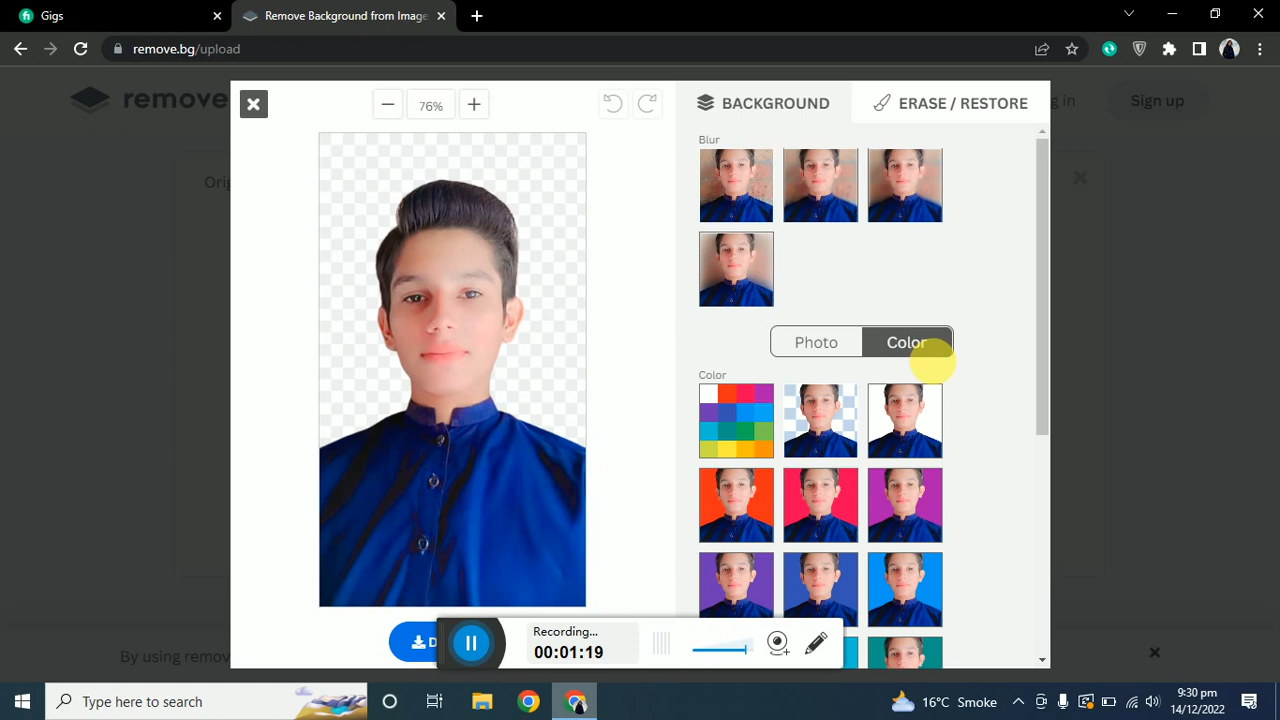 Gigs
Remove Background from Image
remove.bg/upload
remove
in
Sign up
76%
BACKGROUND
ERASE / RESTORE
Blur
Photo
Color
Color
Recording...
00:01:19
By using remov
Type here to search
16°C Smoke
9:30 pm
14/12/2022